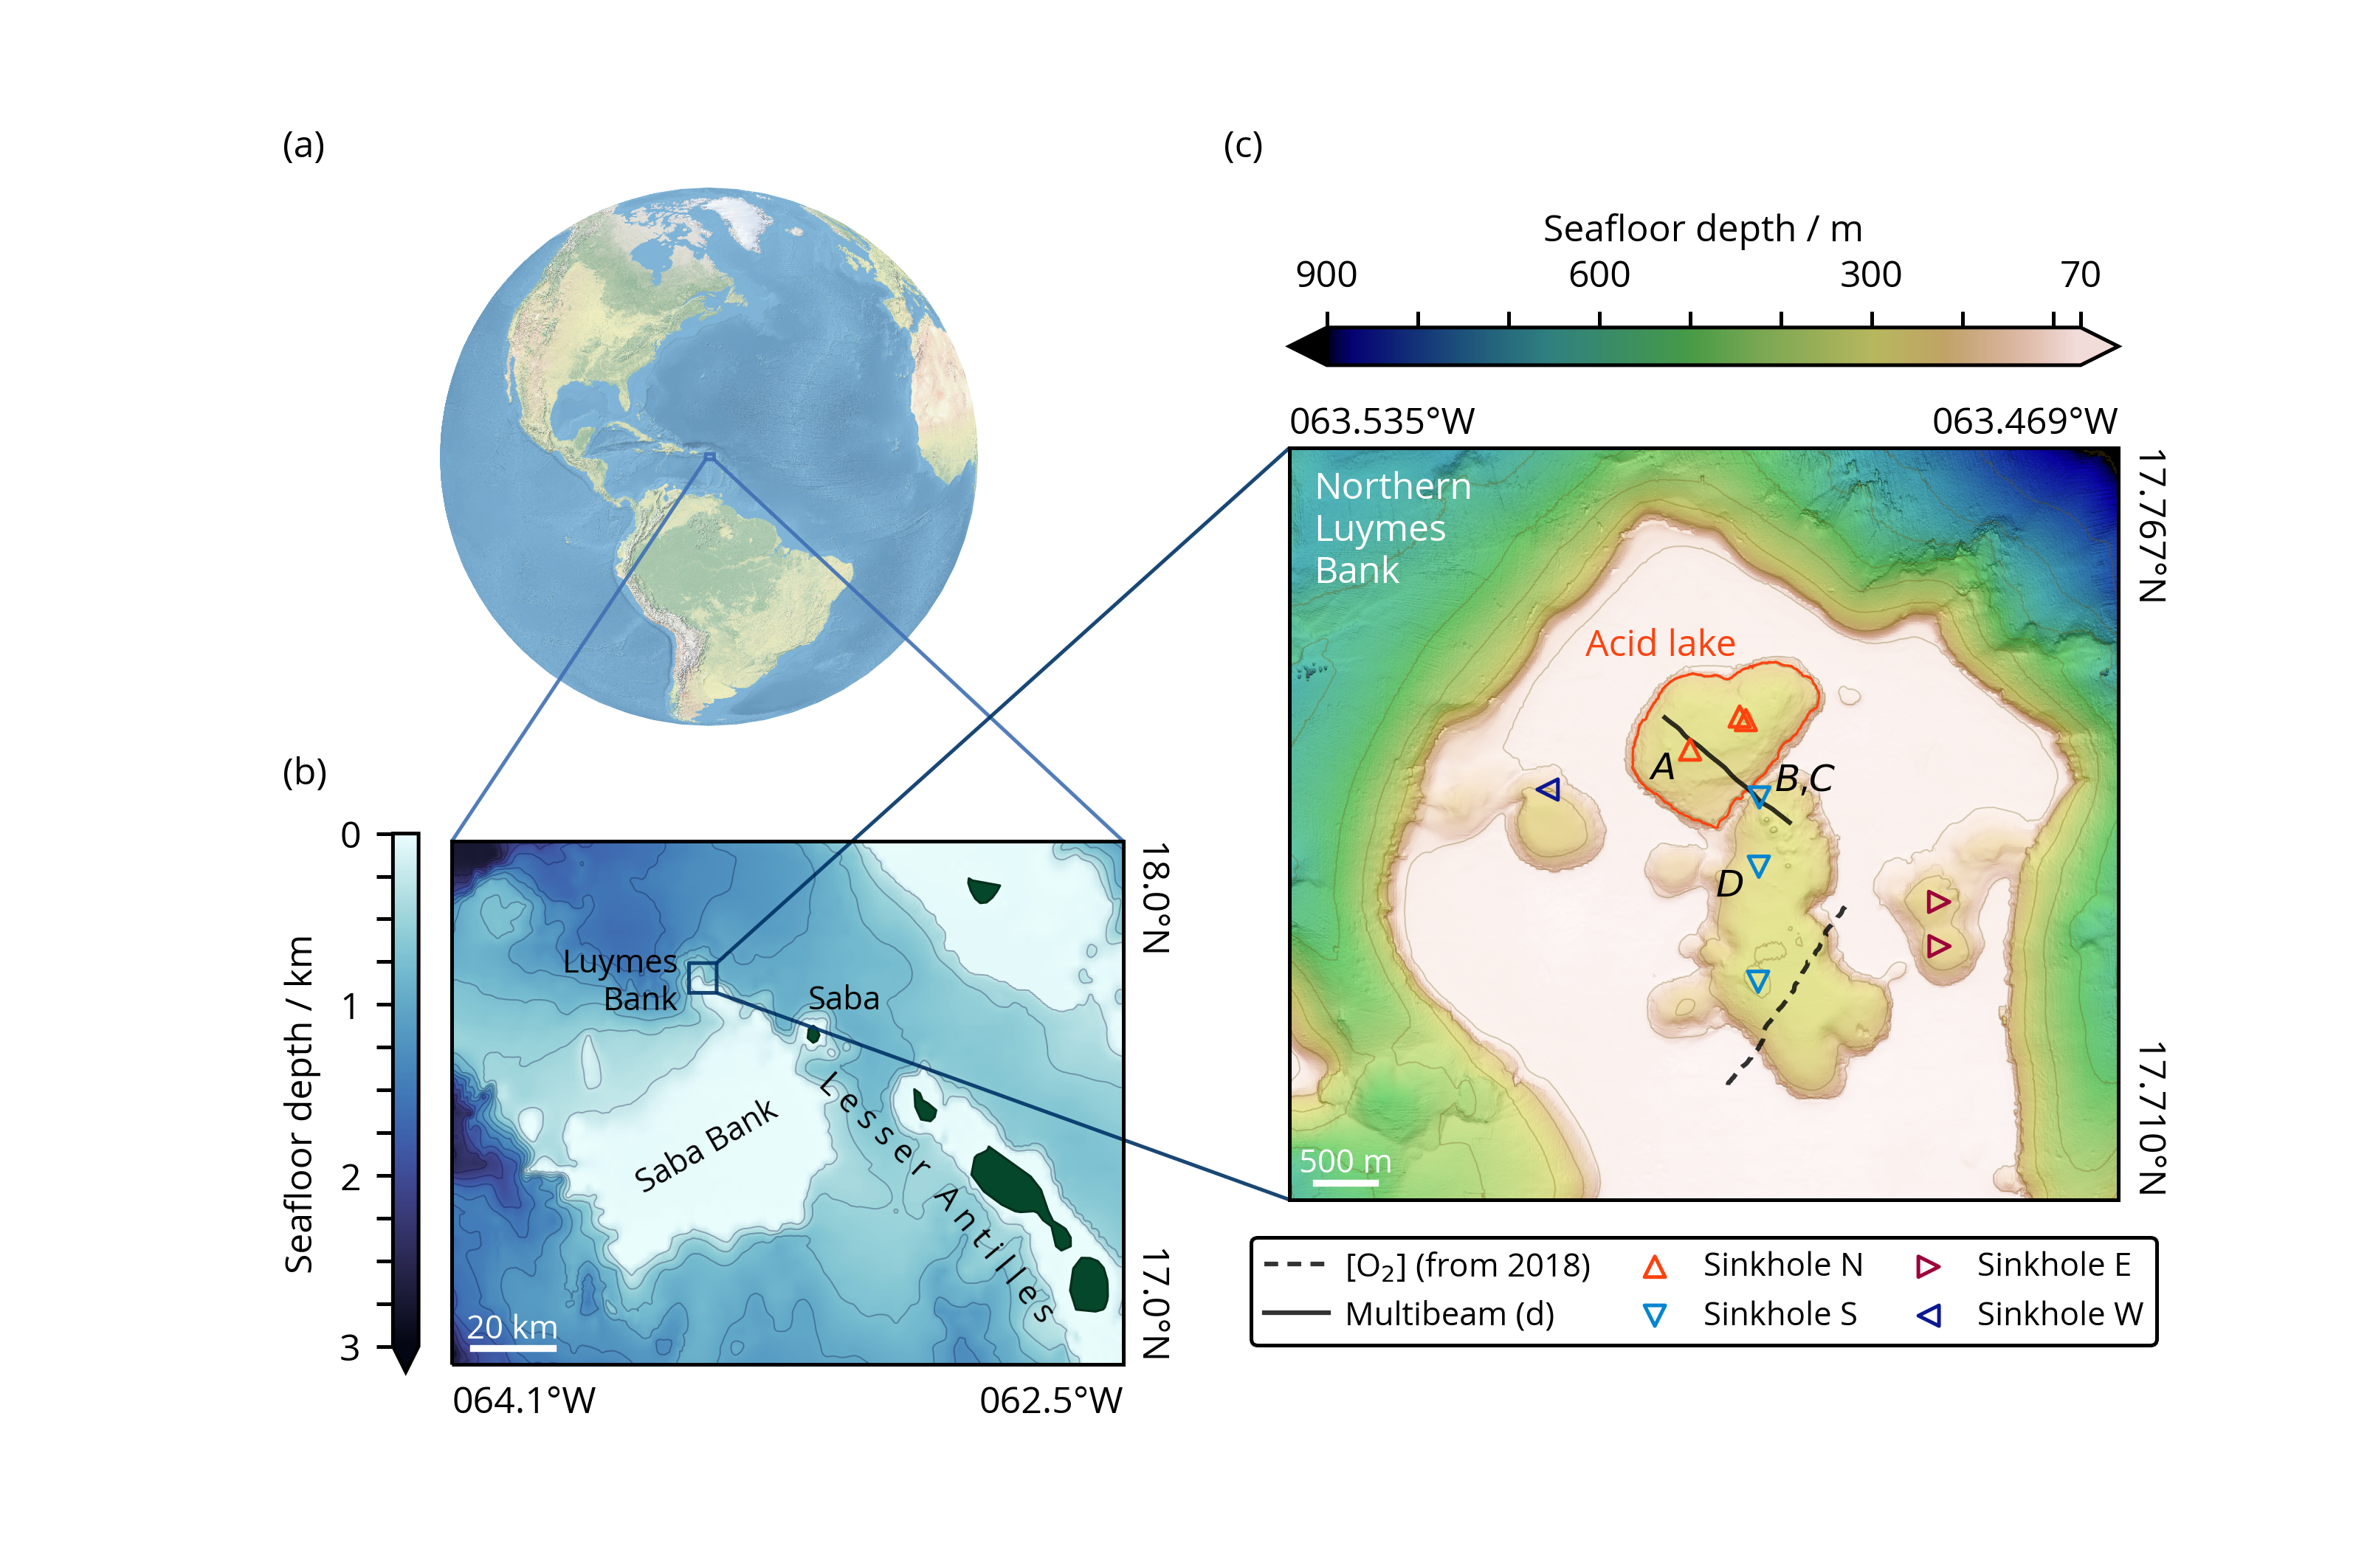 (a)
(c)
Seafloor depth / m
900 600 300 70
063.535°W 063.469°W
17.767°N
Northern
Luymes
Bank
Acid lake
A
B,C
D
17.710°N
500 m
(b)
0
1
2
3
Seafloor depth / km
18.0°N
Luymes
Bank
Saba
Saba Bank
Lesser Antilles
17.0°N
20 km
064.1°W 062.5°W
[O₂] (from 2018) Sinkhole N Sinkhole E
Multibeam (d) Sinkhole S Sinkhole W